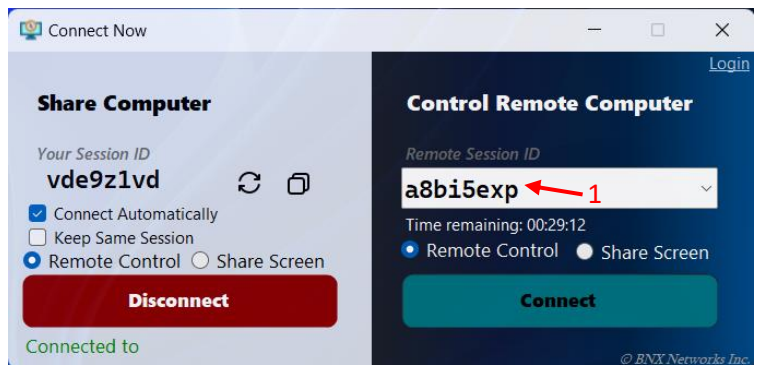 Connect Now
Login
Share Computer
Your Session ID
vde9z1vd
Connect Automatically
Keep Same Session
Remote Control Share Screen
Disconnect
Connected to
Control Remote Computer
Remote Session ID
a8bi5exp
1
Time remaining: 00:29:12
Remote Control Share Screen
Connect
© BNX Networks Inc.